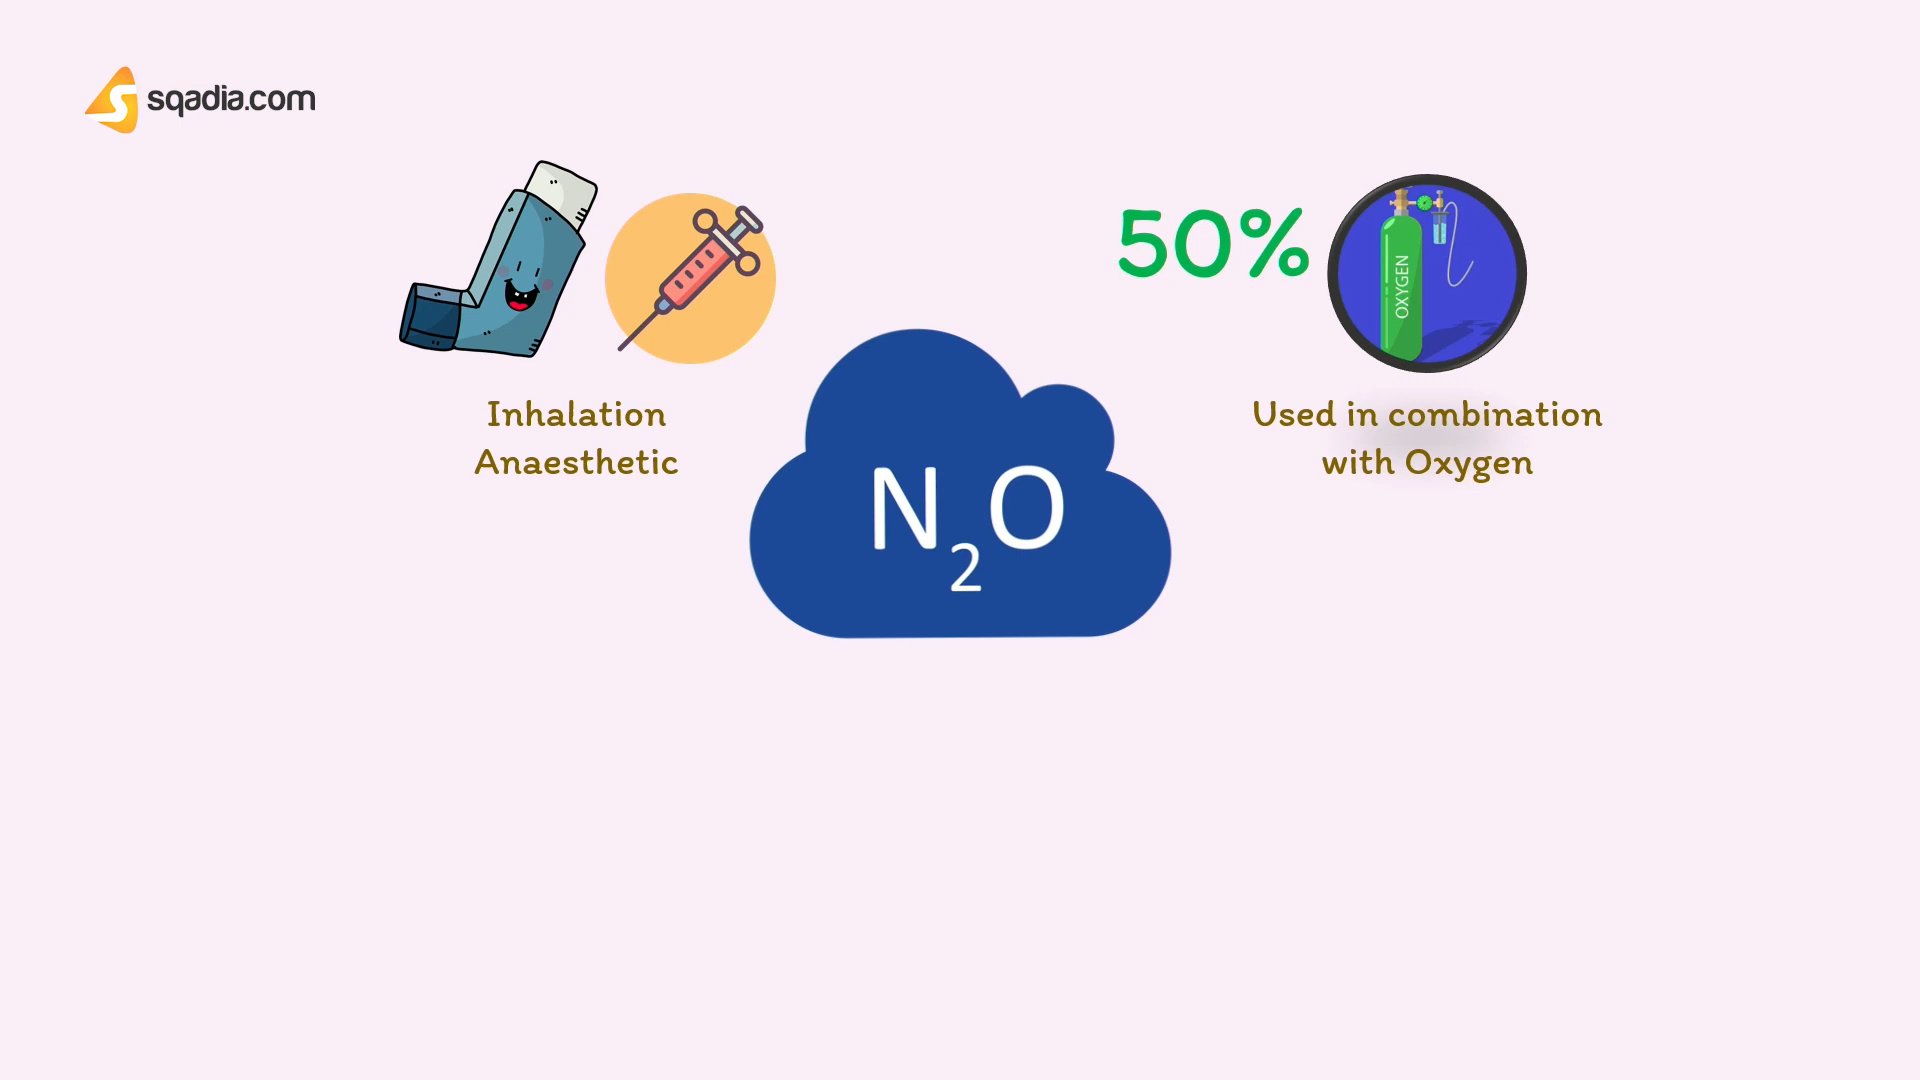 sqadia.com
50%
OXYGEN
Inhalation
Anaesthetic
Used in combination
with Oxygen
N₂O